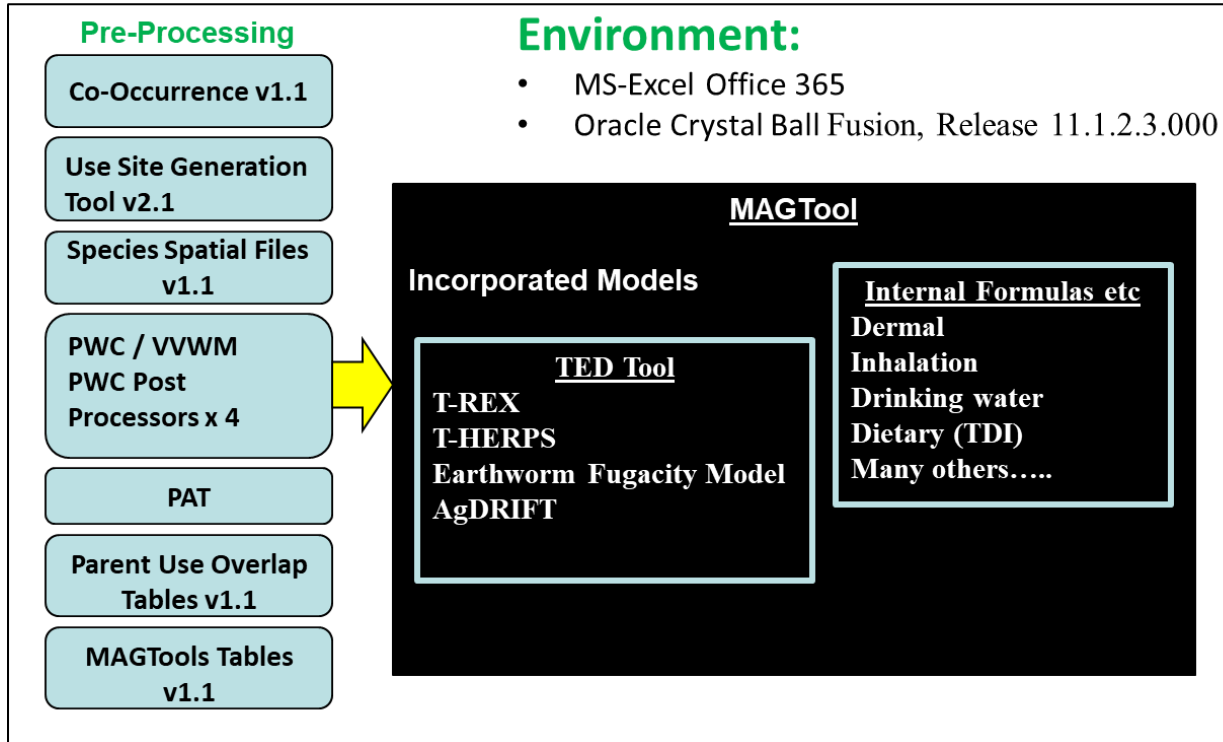 Pre-Processing
Co-Occurrence v1.1
Use Site Generation
Tool v2.1
Species Spatial Files
v1.1
PWC / VVWM
PWC Post
Processors x 4
PAT
Parent Use Overlap
Tables v1.1
MAGTools Tables
v1.1
Environment:
• MS-Excel Office 365
• Oracle Crystal Ball Fusion, Release 11.1.2.3.000
MAGTool
Incorporated Models
TED Tool
T-REX
T-HERPS
Earthworm Fugacity Model
AgDRIFT
Internal Formulas etc
Dermal
Inhalation
Drinking water
Dietary (TDI)
Many others…..